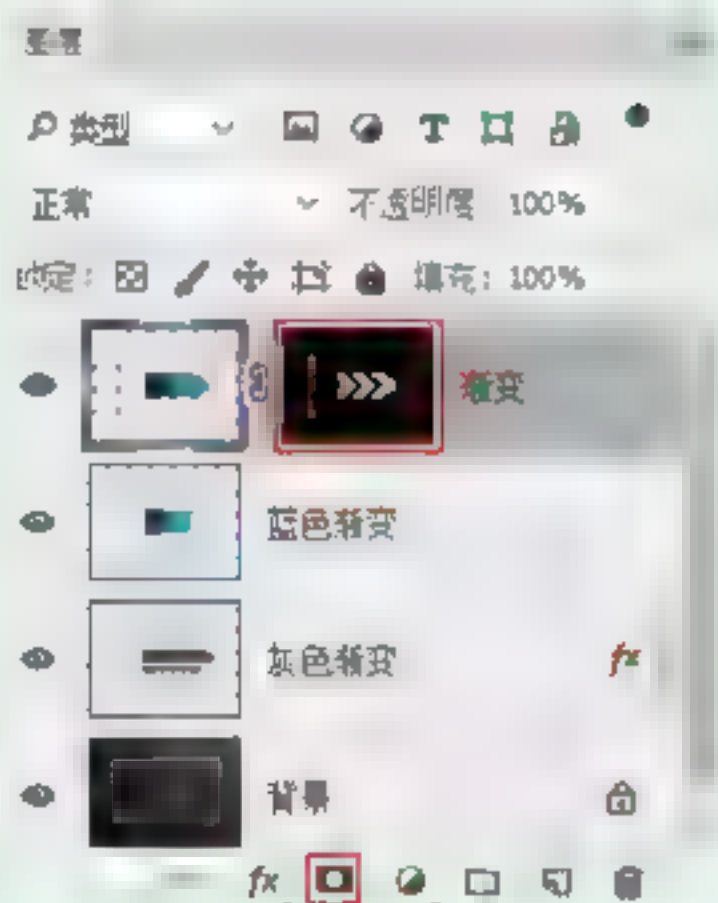 图层
类型
正常 不透明度 100%
锁定: 填充: 100%
渐变
蓝色渐变
灰色渐变 fx
背景
fx